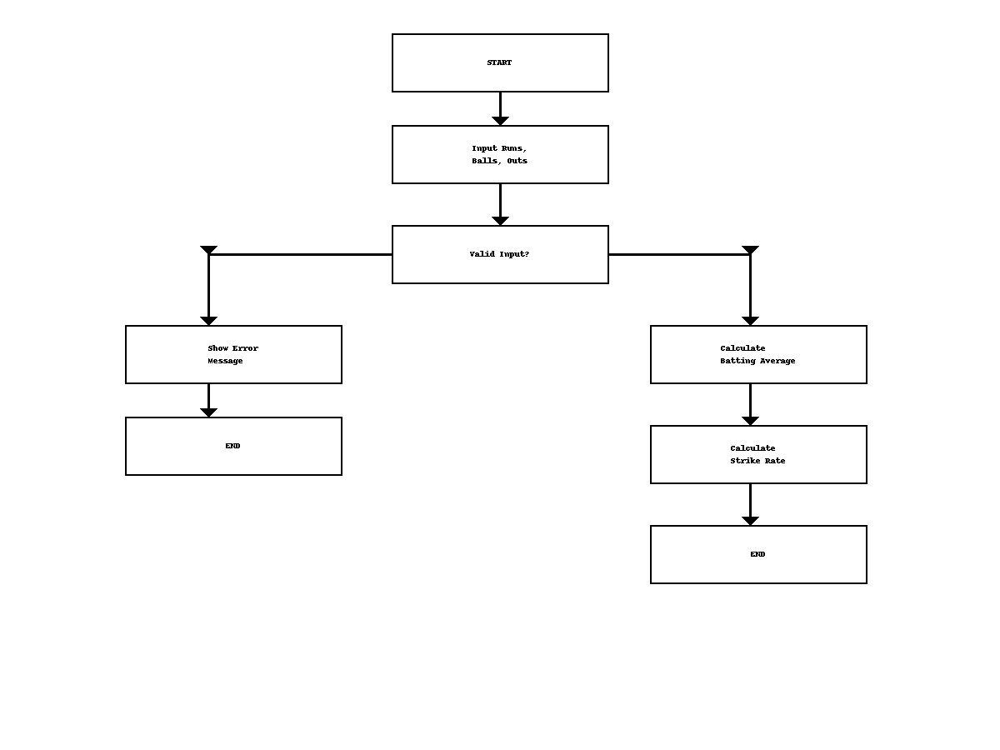 START
Input Runs,
Balls, Outs
Valid Input?
Show Error
Message
Calculate
Batting Average
END
Calculate
Strike Rate
END